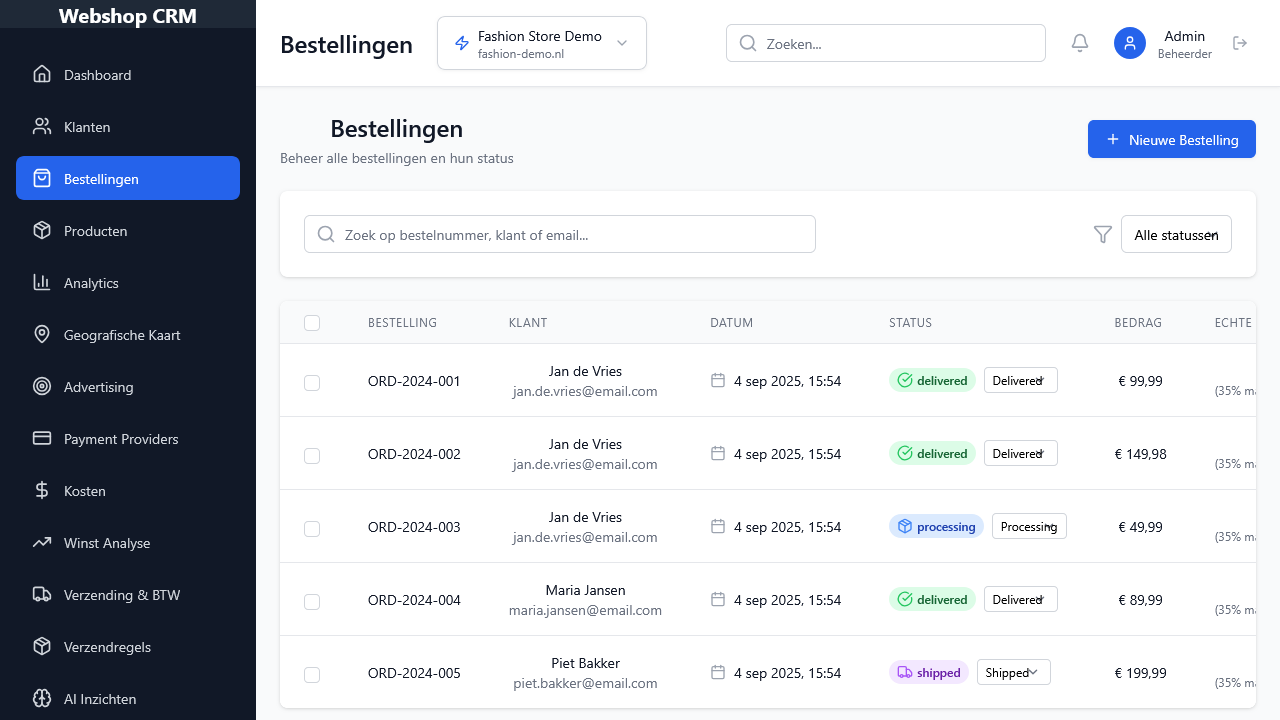 Webshop CRM
Dashboard
Klanten
Bestellingen
Producten
Analytics
Geografische Kaart
Advertising
Payment Providers
Kosten
Winst Analyse
Verzending & BTW
Verzendregels
AI Inzichten
Bestellingen
Fashion Store Demo
fashion-demo.nl
Zoeken...
Admin
Beheerder
Bestellingen
Beheer alle bestellingen en hun status
Nieuwe Bestelling
Zoek op bestelnummer, klant of email...
Alle statussen
BESTELLING KLANT DATUM STATUS BEDRAG ECHTE
Jan de Vries
ORD-2024-001 4 sep 2025, 15:54 delivered Delivered € 99,99
jan.de.vries@email.com (35%
Jan de Vries
ORD-2024-002 4 sep 2025, 15:54 delivered Delivered € 149,98
jan.de.vries@email.com (35%
Jan de Vries
ORD-2024-003 4 sep 2025, 15:54 processing Processing € 49,99
jan.de.vries@email.com (35%
Maria Jansen
ORD-2024-004 4 sep 2025, 15:54 delivered Delivered € 89,99
maria.jansen@email.com (35%
Piet Bakker
ORD-2024-005 4 sep 2025, 15:54 shipped Shipped € 199,99
piet.bakker@email.com (35%